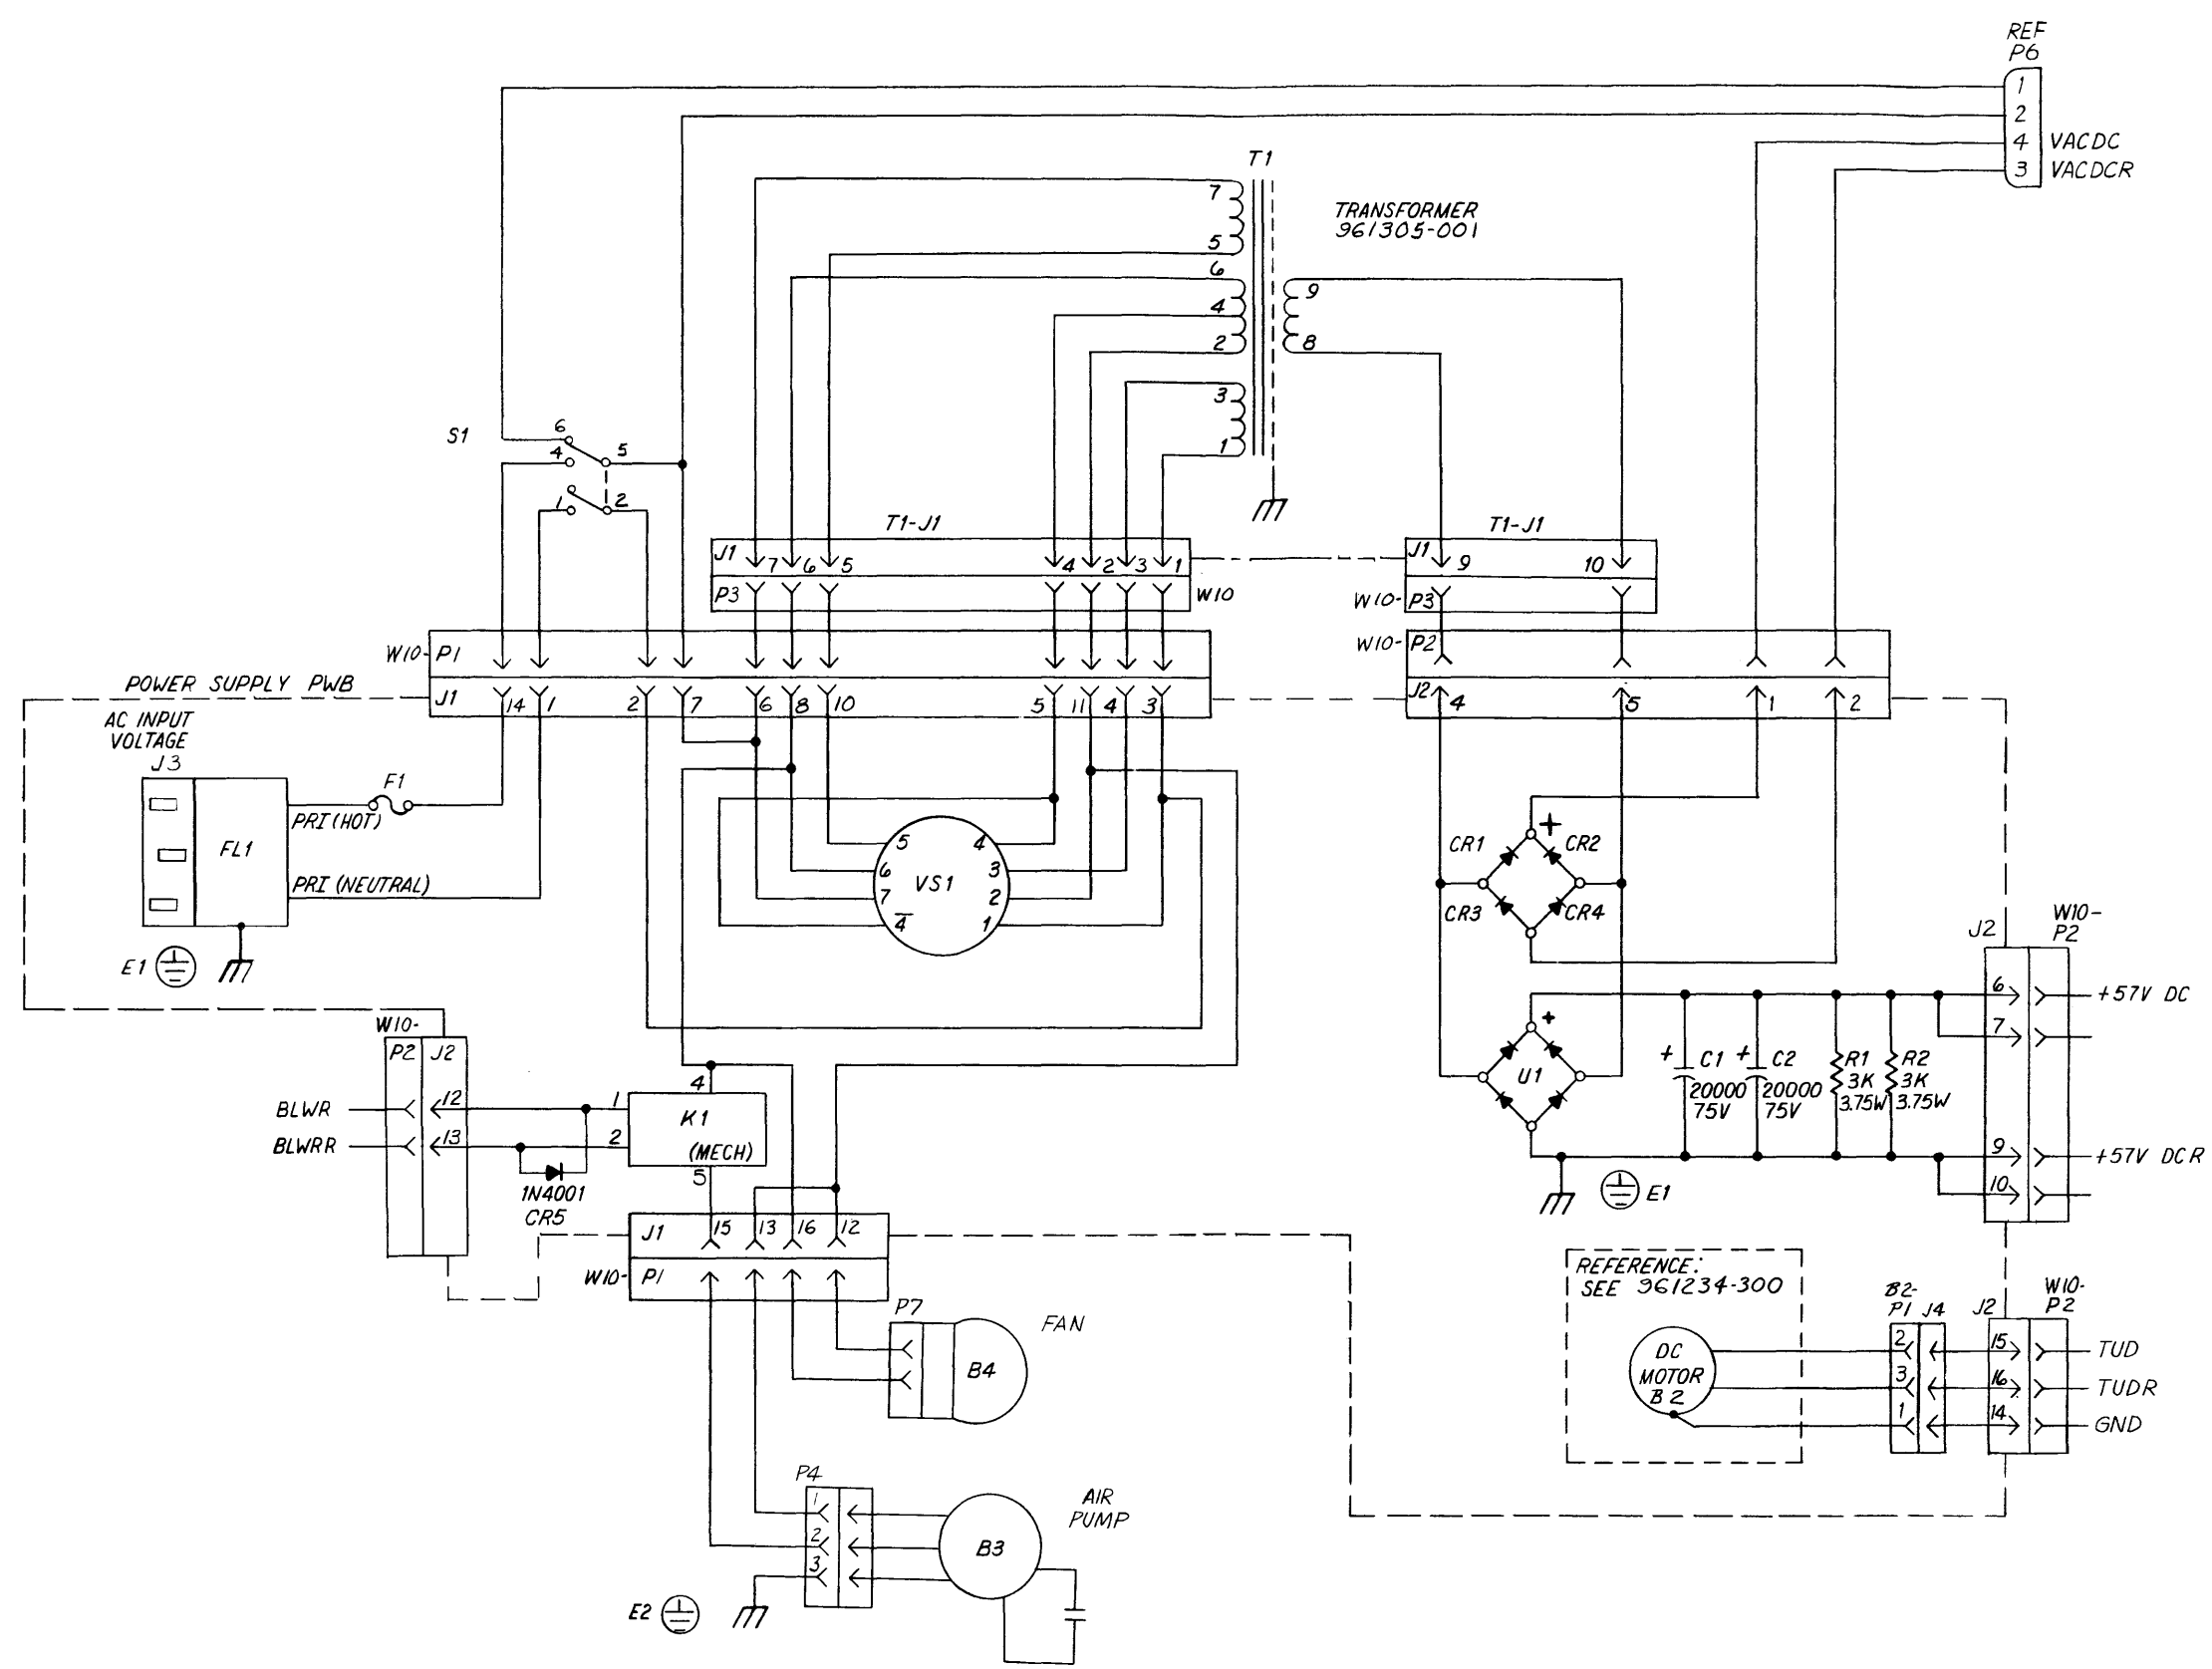 REF
P6
1
2
4 VACDC
3 VACDCR
T1
7
5
6
4
2
3
1
9
8
TRANSFORMER
961305-001
S1
6
4
5
1
2
T1-J1
J1 7 6 5 4 2 3 1
P3
W10
T1-J1
J1 9 10
W10- P3
W10- P1
J1 14 1 2 7 6 8 10 5 11 4 3
W10- P2
J2 4 5 1 2
POWER SUPPLY PWB
AC INPUT
VOLTAGE
J3
F1
PRI (HOT)
FL1
PRI (NEUTRAL)
E1
VS1
5 4
6 3
7 2
4 1
+
CR1 CR2
CR3 CR4
J2
W10-
P2
6 +57V DC
7
9 +57V DCR
10
+
U1
+ C1
20000
75V
+ C2
20000
75V
R1
3K
3.75W
R2
3K
3.75W
E1
W10-
P2 J2
BLWR 12 1
BLWRR 13 2
4
K1
(MECH)
5
1N4001
CR5
J1 15 13 16 12
W10- P1
P7
FAN
B4
P4
1
2
3
AIR
PUMP
B3
E2
REFERENCE:
SEE 961234-300
DC
MOTOR
B2
B2-
P1 J4
J2
W10-
P2
2 15 TUD
3 16 TUDR
1 14 GND